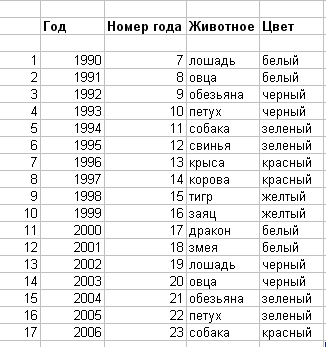 Год Номер года Животное Цвет
1 1990 7 лошадь белый
2 1991 8 овца белый
3 1992 9 обезьяна черный
4 1993 10 петух черный
5 1994 11 собака зеленый
6 1995 12 свинья зеленый
7 1996 13 крыса красный
8 1997 14 корова красный
9 1998 15 тигр желтый
10 1999 16 заяц желтый
11 2000 17 дракон белый
12 2001 18 змея белый
13 2002 19 лошадь черный
14 2003 20 овца черный
15 2004 21 обезьяна зеленый
16 2005 22 петух зеленый
17 2006 23 собака красный